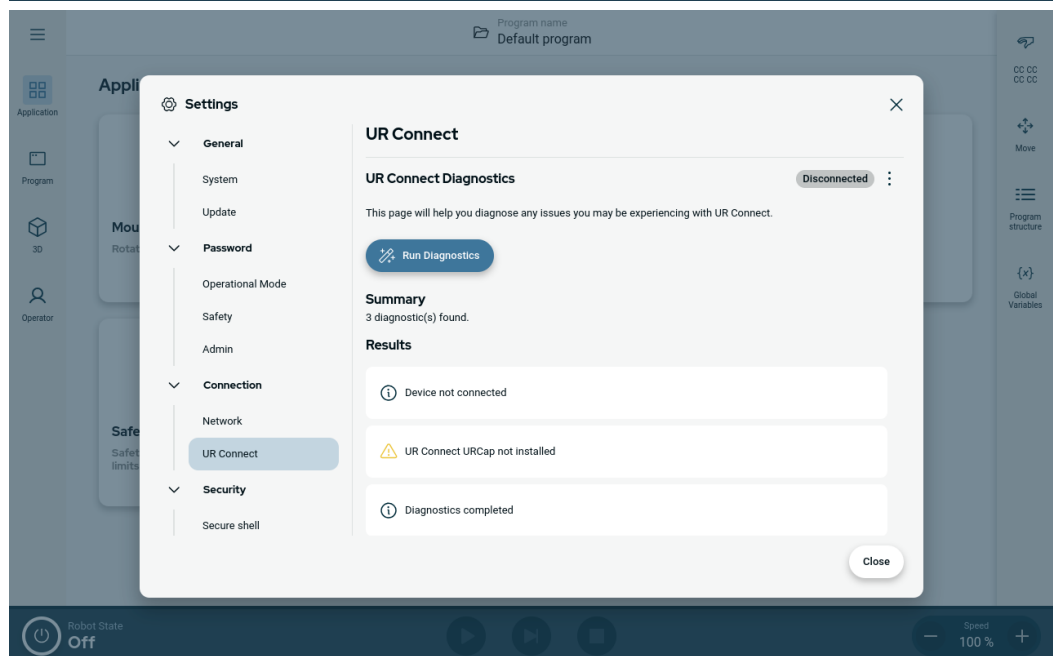 Program name
Default program
Application
Program
3D
Operator
Appli
Mou
Rotat
Safe
Safet
limits
Settings
General
System
Update
Password
Operational Mode
Safety
Admin
Connection
Network
UR Connect
Security
Secure shell
UR Connect
UR Connect Diagnostics
Disconnected
This page will help you diagnose any issues you may be experiencing with UR Connect.
Run Diagnostics
Summary
3 diagnostic(s) found.
Results
Device not connected
UR Connect URCap not installed
Diagnostics completed
Close
CC CC
CC CC
Move
Program
structure
{x}
Global
Variables
Robot State
Off
Speed
100 %